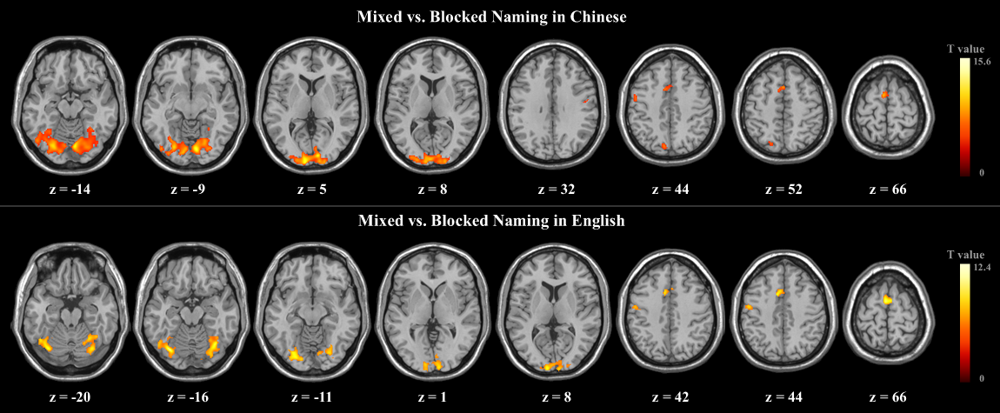 Mixed vs. Blocked Naming in Chinese
T value
15.6
0
z = -14 z = -9 z = 5 z = 8 z = 32 z = 44 z = 52 z = 66
Mixed vs. Blocked Naming in English
T value
12.4
0
z = -20 z = -16 z = -11 z = 1 z = 8 z = 42 z = 44 z = 66